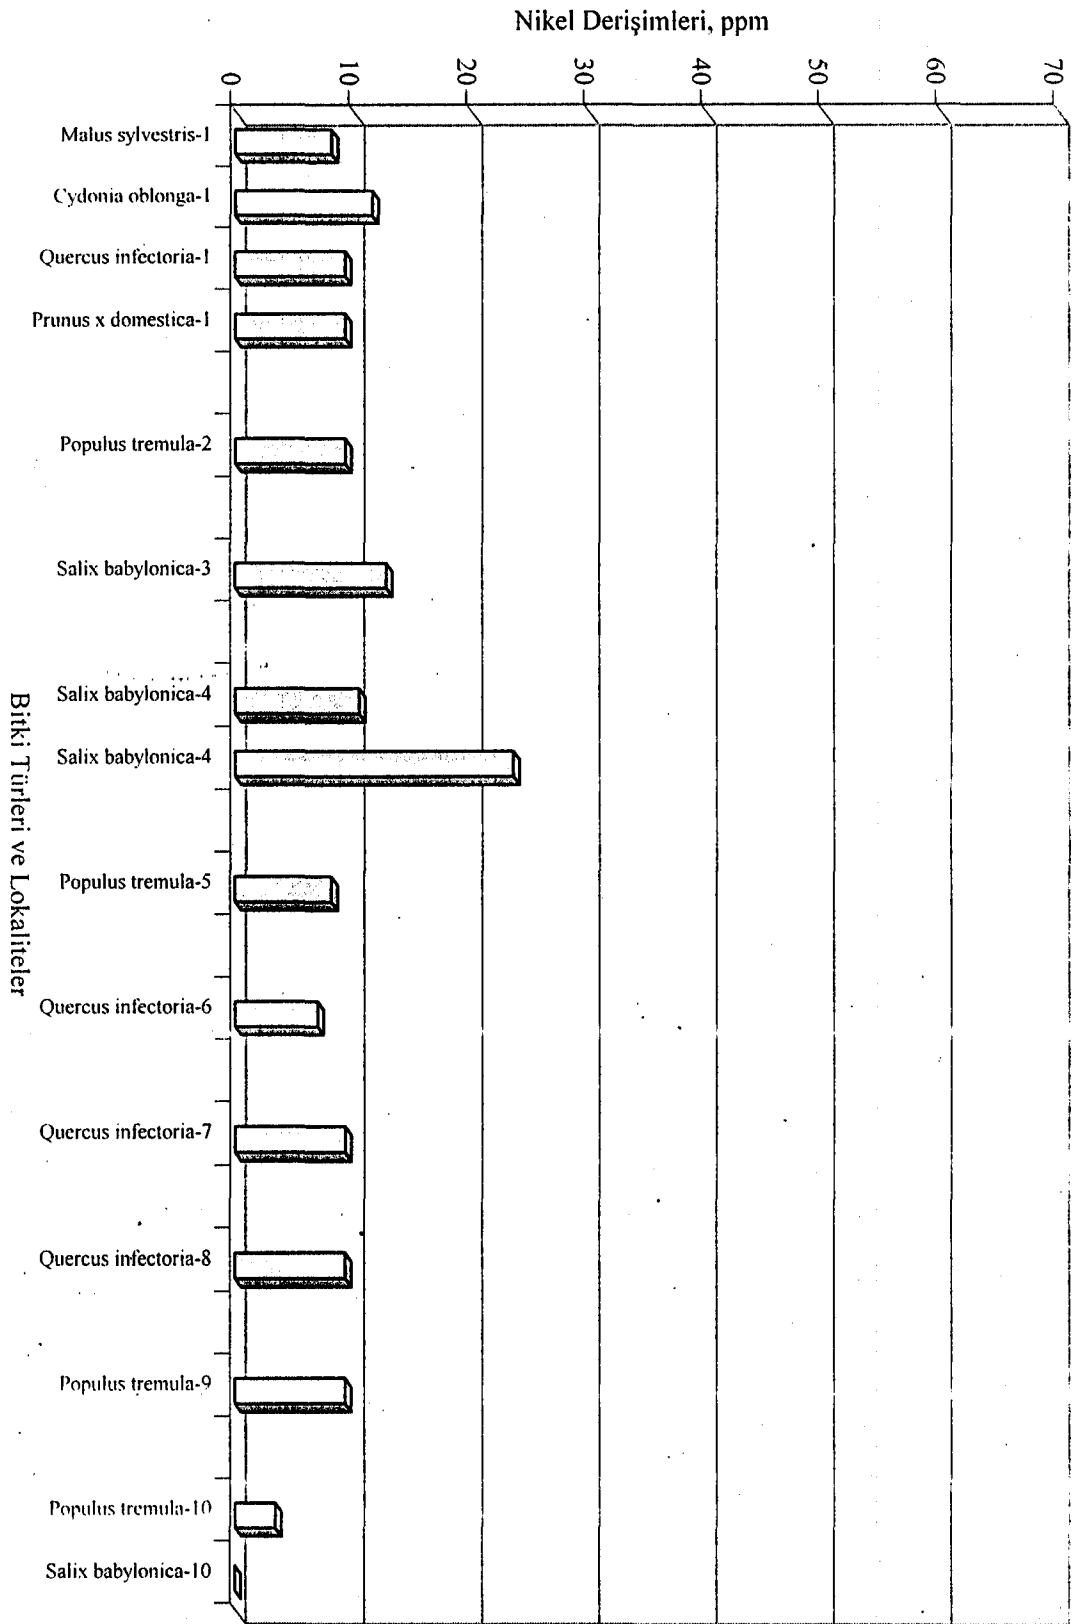 Nikel Derişimleri, ppm
0
10
20
30
40
50
60
70
Malus sylvestris-1
Cydonia oblonga-1
Quercus infectoria-1
Prunus x domestica-1
Populus tremula-2
Salix babylonica-3
Salix babylonica-4
Salix babylonica-4
Populus tremula-5
Quercus infectoria-6
Quercus infectoria-7
Quercus infectoria-8
Populus tremula-9
Populus tremula-10
Salix babylonica-10
Bitki Türleri ve Lokaliteler